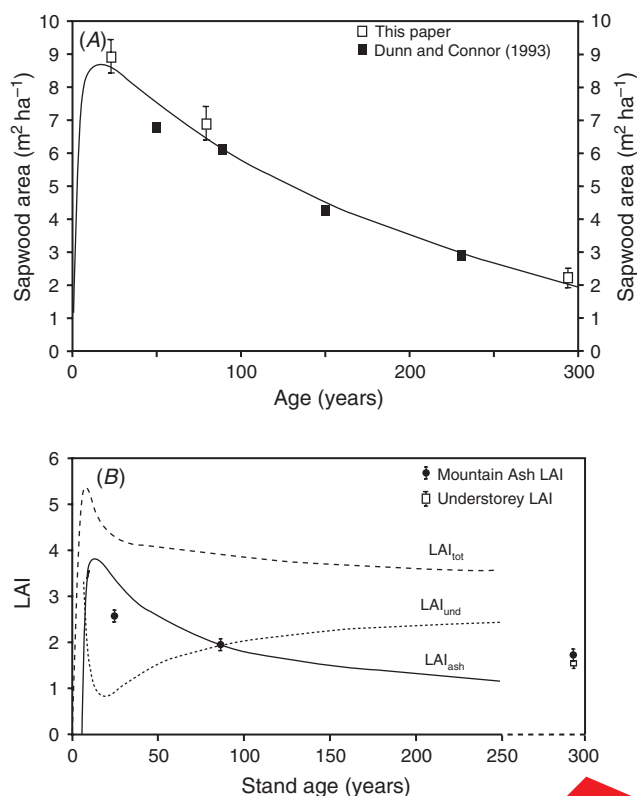 (A)
This paper
Dunn and Connor (1993)
10
9
8
7
6
5
4
3
2
1
0
Sapwood area (m² ha⁻¹)
10
9
8
7
6
5
4
3
2
1
0
Sapwood area (m² ha⁻¹)
0 100 200 300
Age (years)
(B)
Mountain Ash LAI
Understorey LAI
6
5
4
3
2
1
0
LAI
LAItot
LAIund
LAIash
0 50 100 150 200 250 300
Stand age (years)